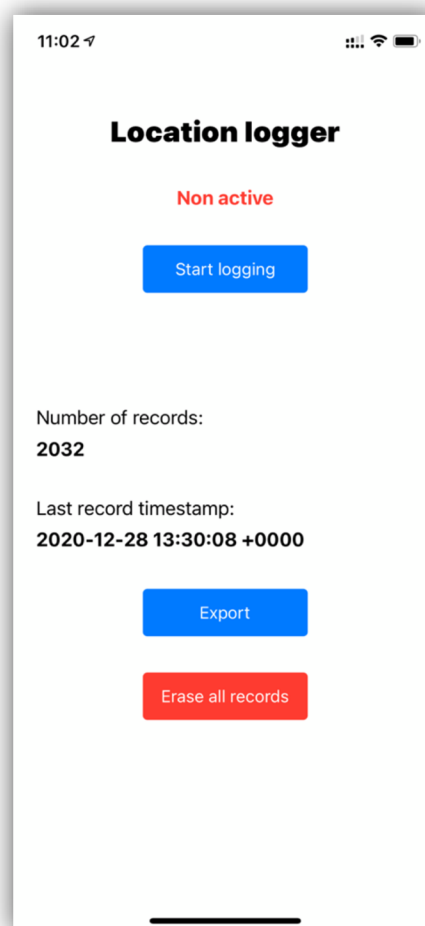 11:02
Location logger
Non active
Start logging
Number of records:
2032
Last record timestamp:
2020-12-28 13:30:08 +0000
Export
Erase all records